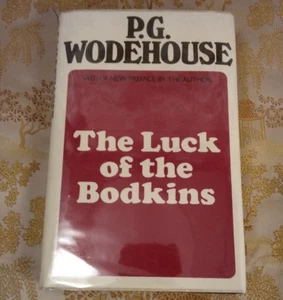 P.G.
WODEHOUSE
WITH A NEW PREFACE BY THE AUTHOR
The Luck
of the
Bodkins